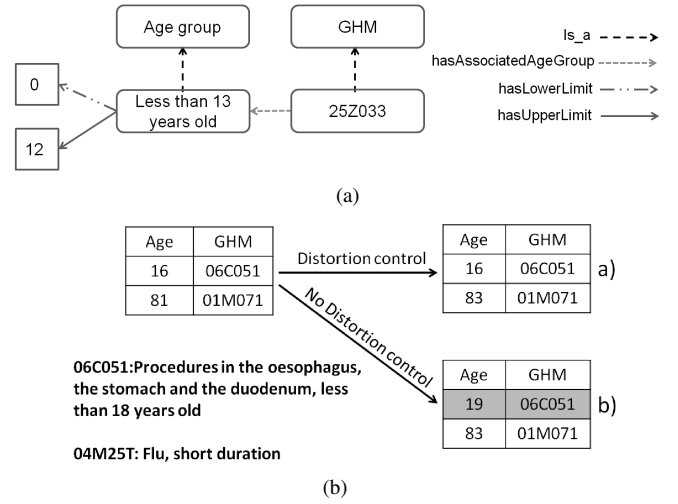 Age group
GHM
Is_a
hasAssociatedAgeGroup
0
Less than 13
years old
25Z033
hasLowerLimit
12
hasUpperLimit
(a)
Age GHM
16 06C051
81 01M071
Distortion control
No Distortion control
Age GHM
16 06C051
83 01M071
a)
06C051:Procedures in the oesophagus,
the stomach and the duodenum, less
than 18 years old
04M25T: Flu, short duration
Age GHM
19 06C051
83 01M071
b)
(b)